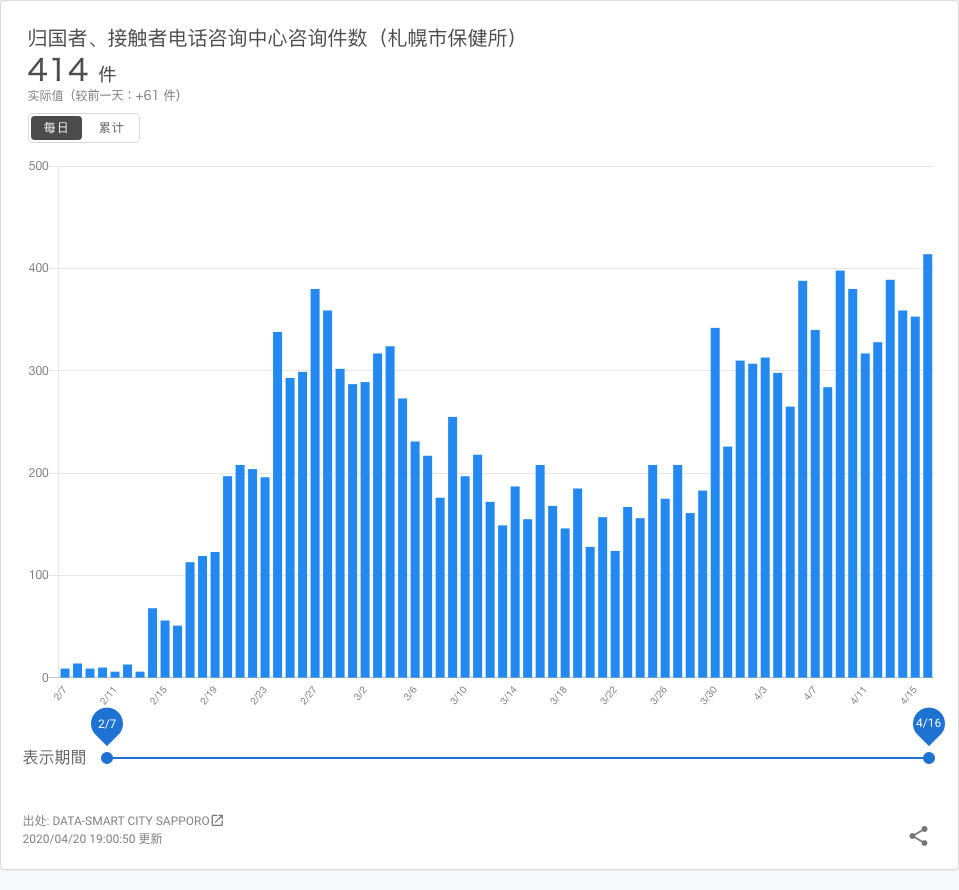 归国者、接触者电话咨询中心咨询件数（札幌市保健所）
414 件
实际值（较前一天：+61 件）
每日 累计
500
400
300
200
100
0
2/7 2/11 2/15 2/19 2/23 2/27 3/2 3/6 3/10 3/14 3/18 3/22 3/26 3/30 4/3 4/7 4/11 4/15
2/7 4/16
表示期間
出处: DATA-SMART CITY SAPPORO
2020/04/20 19:00:50 更新